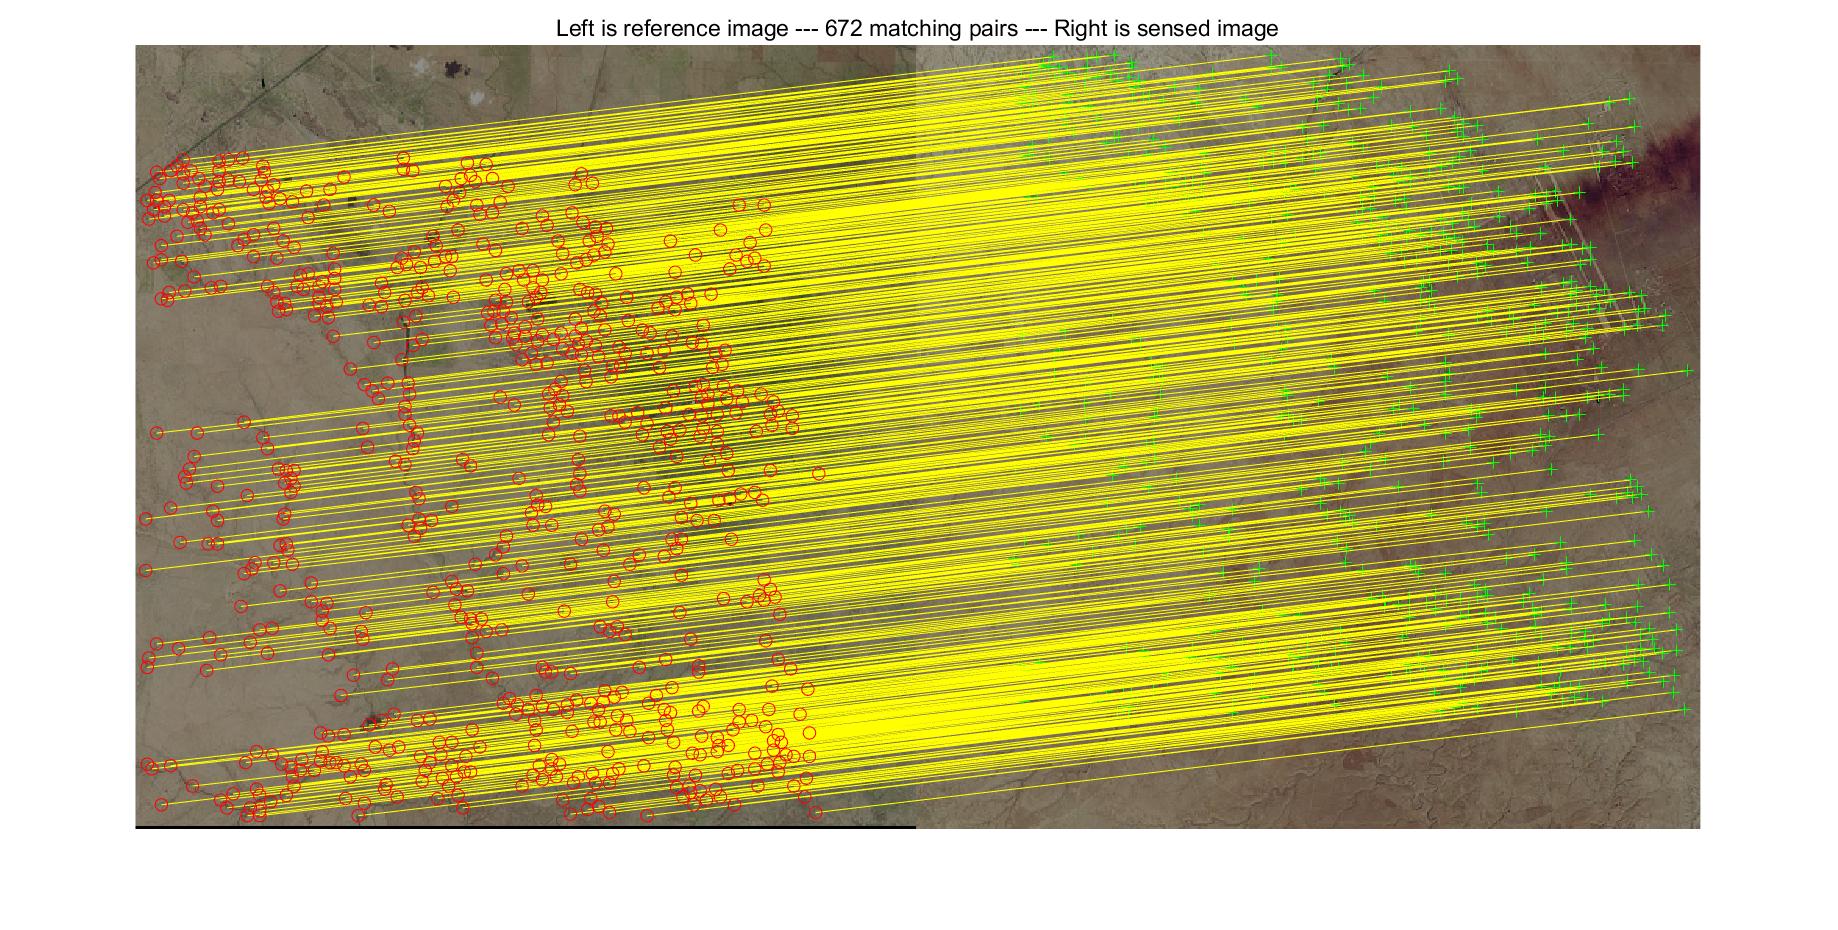 Left is reference image --- 672 matching pairs --- Right is sensed image